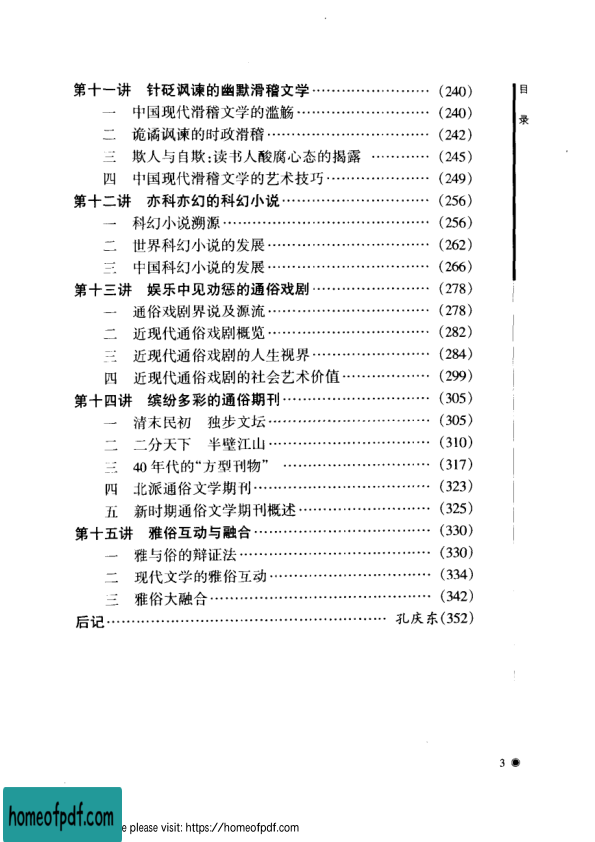 第十一讲 针砭讽谏的幽默滑稽文学……………………(240)
一 中国现代滑稽文学的滥觞………………………(240)
二 诡谲讽谏的时政滑稽……………………………(242)
三 欺人与自欺:读书人酸腐心态的揭露 …………(245)
四 中国现代滑稽文学的艺术技巧…………………(249)
第十二讲 亦科亦幻的科幻小说…………………………(256)
一 科幻小说溯源……………………………………(256)
二 世界科幻小说的发展……………………………(262)
三 中国科幻小说的发展……………………………(266)
第十三讲 娱乐中见劝惩的通俗戏剧……………………(278)
一 通俗戏剧界说及源流……………………………(278)
二 近现代通俗戏剧概览……………………………(282)
三 近现代通俗戏剧的人生视界……………………(284)
四 近现代通俗戏剧的社会艺术价值………………(299)
第十四讲 缤纷多彩的通俗期刊…………………………(305)
一 清末民初 独步文坛……………………………(305)
二 二分天下 半壁江山……………………………(310)
三 40年代的“方型刊物” …………………………(317)
四 北派通俗文学期刊………………………………(323)
五 新时期通俗文学期刊概述………………………(325)
第十五讲 雅俗互动与融合………………………………(330)
一 雅与俗的辩证法…………………………………(330)
二 现代文学的雅俗互动……………………………(334)
三 雅俗大融合………………………………………(342)
后记…………………………………………………孔庆东(352)
目录
3
homeofpdf.com
e please visit: https://homeofpdf.com